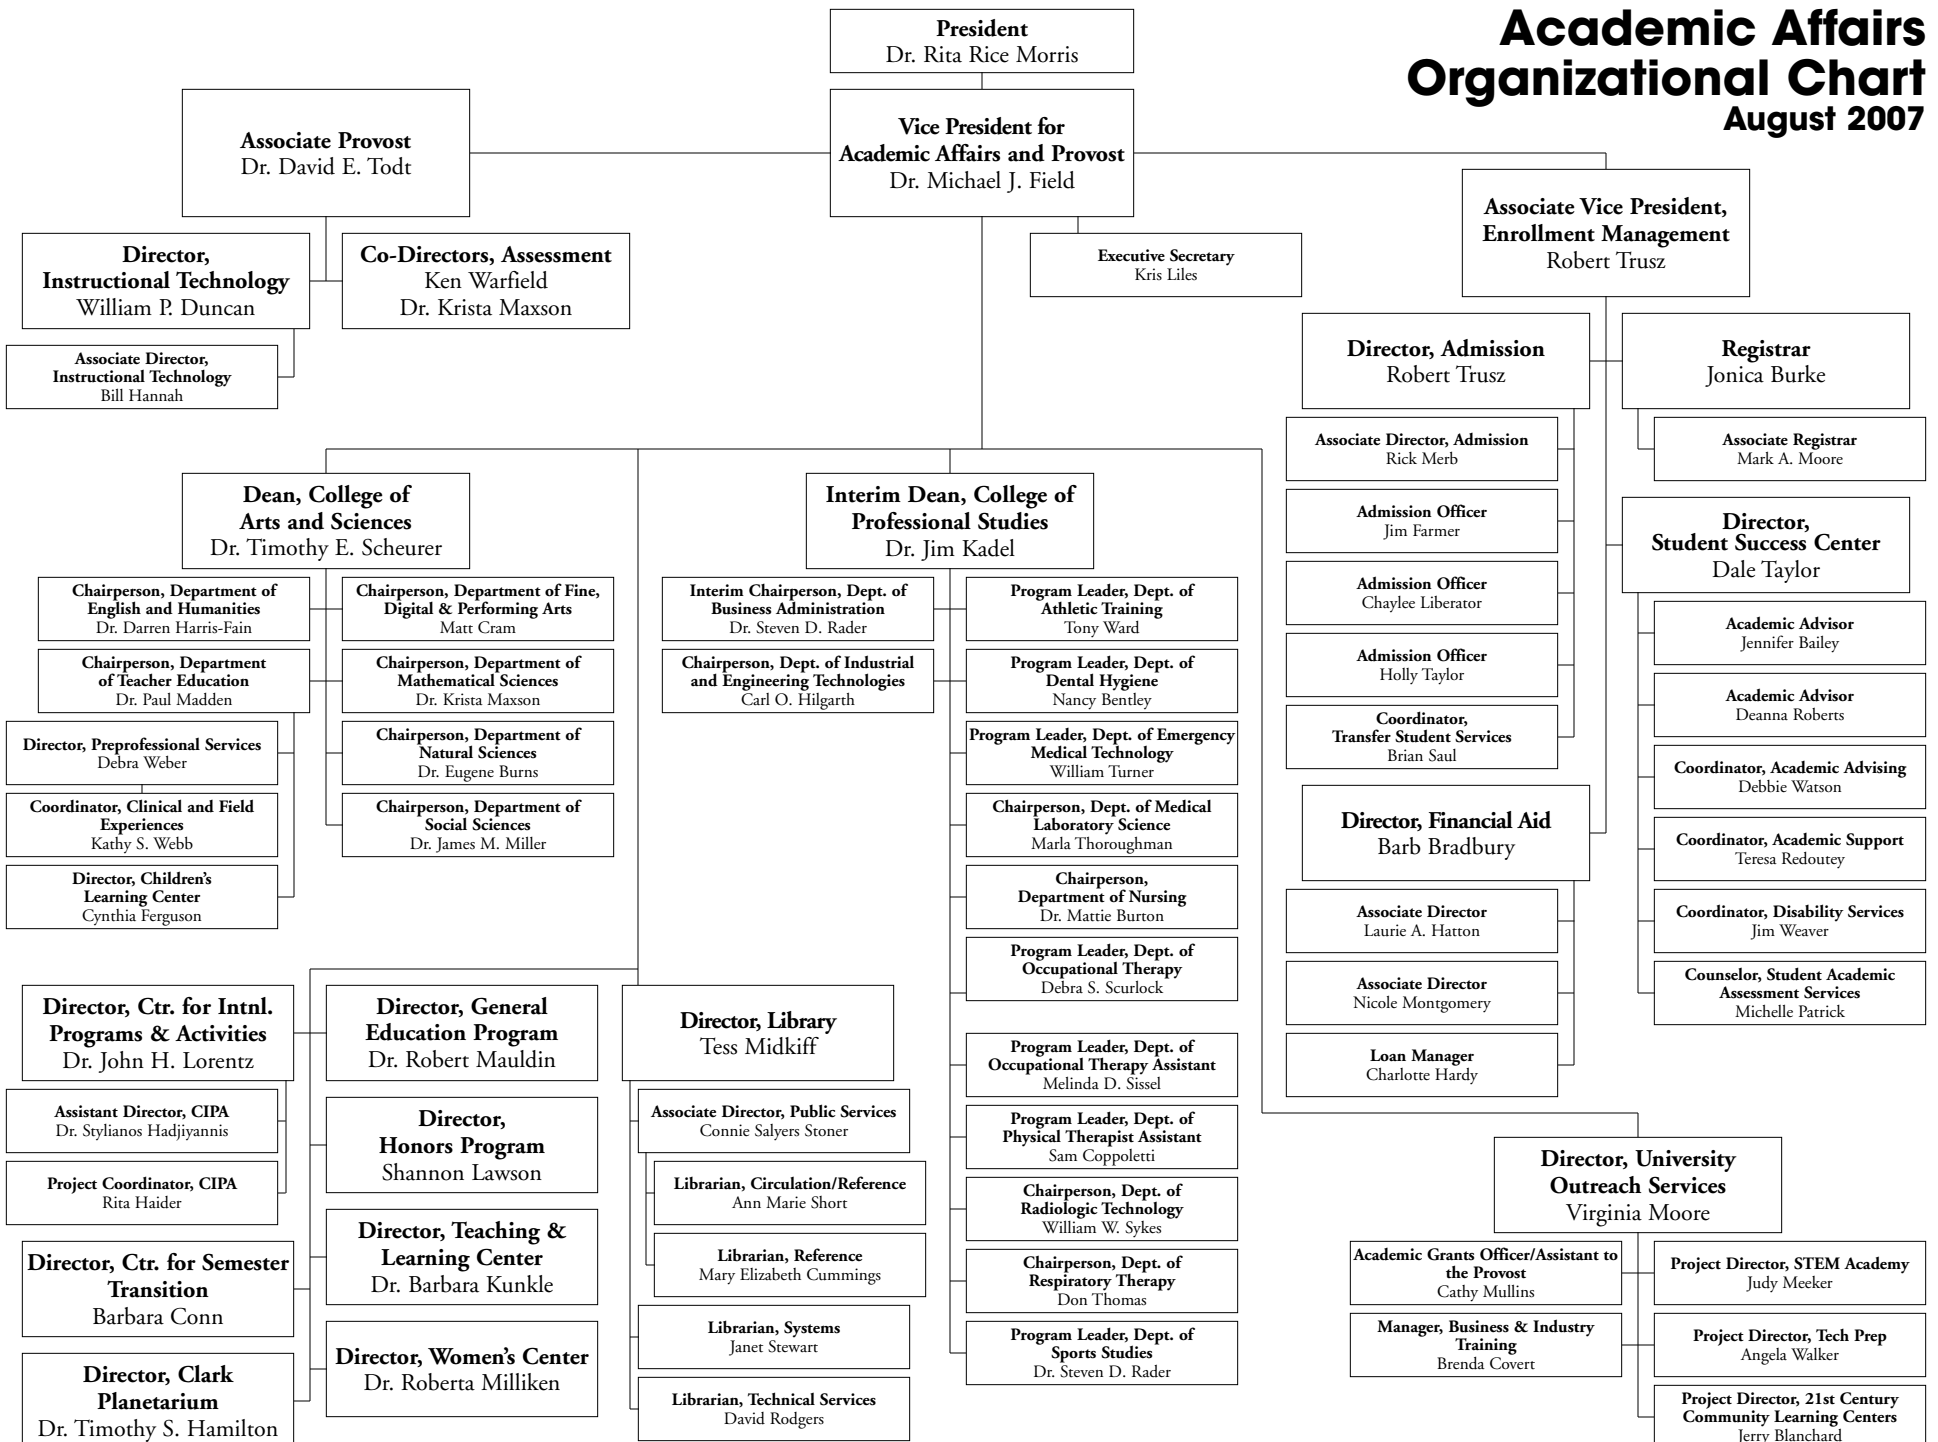 Academic Affairs
Organizational Chart
August 2007
President
Dr. Rita Rice Morris
Vice President for
Academic Affairs and Provost
Dr. Michael J. Field
Associate Provost
Dr. David E. Todt
Director,
Instructional Technology
William P. Duncan
Co-Directors, Assessment
Ken Warfield
Dr. Krista Maxson
Associate Director,
Instructional Technology
Bill Hannah
Executive Secretary
Kris Liles
Associate Vice President,
Enrollment Management
Robert Trusz
Director, Admission
Robert Trusz
Associate Director, Admission
Rick Merb
Admission Officer
Jim Farmer
Admission Officer
Chaylee Liberator
Admission Officer
Holly Taylor
Coordinator,
Transfer Student Services
Brian Saul
Director, Financial Aid
Barb Bradbury
Associate Director
Laurie A. Hatton
Associate Director
Nicole Montgomery
Loan Manager
Charlotte Hardy
Registrar
Jonica Burke
Associate Registrar
Mark A. Moore
Director,
Student Success Center
Dale Taylor
Academic Advisor
Jennifer Bailey
Academic Advisor
Deanna Roberts
Coordinator, Academic Advising
Debbie Watson
Coordinator, Academic Support
Teresa Redoutey
Coordinator, Disability Services
Jim Weaver
Counselor, Student Academic
Assessment Services
Michelle Patrick
Dean, College of
Arts and Sciences
Dr. Timothy E. Scheurer
Chairperson, Department of
English and Humanities
Dr. Darren Harris-Fain
Chairperson, Department
of Teacher Education
Dr. Paul Madden
Director, Preprofessional Services
Debra Weber
Coordinator, Clinical and Field
Experiences
Kathy S. Webb
Director, Children's
Learning Center
Cynthia Ferguson
Chairperson, Department of Fine,
Digital & Performing Arts
Matt Cram
Chairperson, Department of
Mathematical Sciences
Dr. Krista Maxson
Chairperson, Department of
Natural Sciences
Dr. Eugene Burns
Chairperson, Department of
Social Sciences
Dr. James M. Miller
Interim Dean, College of
Professional Studies
Dr. Jim Kadel
Interim Chairperson, Dept. of
Business Administration
Dr. Steven D. Rader
Chairperson, Dept. of Industrial
and Engineering Technologies
Carl O. Hilgarth
Program Leader, Dept. of
Athletic Training
Tony Ward
Program Leader, Dept. of
Dental Hygiene
Nancy Bentley
Program Leader, Dept. of Emergency
Medical Technology
William Turner
Chairperson, Dept. of Medical
Laboratory Science
Marla Thoroughman
Chairperson,
Department of Nursing
Dr. Mattie Burton
Program Leader, Dept. of
Occupational Therapy
Debra S. Scurlock
Program Leader, Dept. of
Occupational Therapy Assistant
Melinda D. Sissel
Program Leader, Dept. of
Physical Therapist Assistant
Sam Coppoletti
Chairperson, Dept. of
Radiologic Technology
William W. Sykes
Chairperson, Dept. of
Respiratory Therapy
Don Thomas
Program Leader, Dept. of
Sports Studies
Dr. Steven D. Rader
Director, Ctr. for Intnl.
Programs & Activities
Dr. John H. Lorentz
Assistant Director, CIPA
Dr. Stylianos Hadjiyannis
Project Coordinator, CIPA
Rita Haider
Director, Ctr. for Semester
Transition
Barbara Conn
Director, Clark
Planetarium
Dr. Timothy S. Hamilton
Director, General
Education Program
Dr. Robert Mauldin
Director,
Honors Program
Shannon Lawson
Director, Teaching &
Learning Center
Dr. Barbara Kunkle
Director, Women's Center
Dr. Roberta Milliken
Director, Library
Tess Midkiff
Associate Director, Public Services
Connie Salyers Stoner
Librarian, Circulation/Reference
Ann Marie Short
Librarian, Reference
Mary Elizabeth Cummings
Librarian, Systems
Janet Stewart
Librarian, Technical Services
David Rodgers
Director, University
Outreach Services
Virginia Moore
Academic Grants Officer/Assistant to
the Provost
Cathy Mullins
Manager, Business & Industry
Training
Brenda Covert
Project Director, STEM Academy
Judy Meeker
Project Director, Tech Prep
Angela Walker
Project Director, 21st Century
Community Learning Centers
Jerry Blanchard